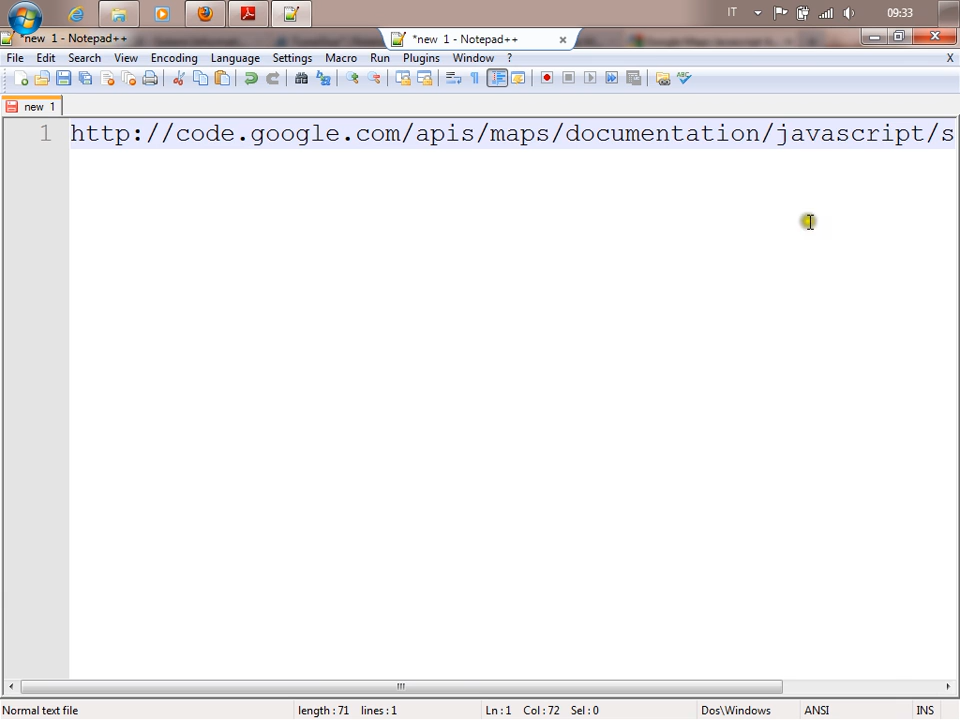 IT 09:33
new 1 - Notepad++
*new 1 - Notepad++
File Edit Search View Encoding Language Settings Macro Run Plugins Window ? X
new 1
1 http://code.google.com/apis/maps/documentation/javascript/s
Normal text file length : 71 lines : 1 Ln : 1 Col : 72 Sel : 0 Dos\Windows ANSI INS